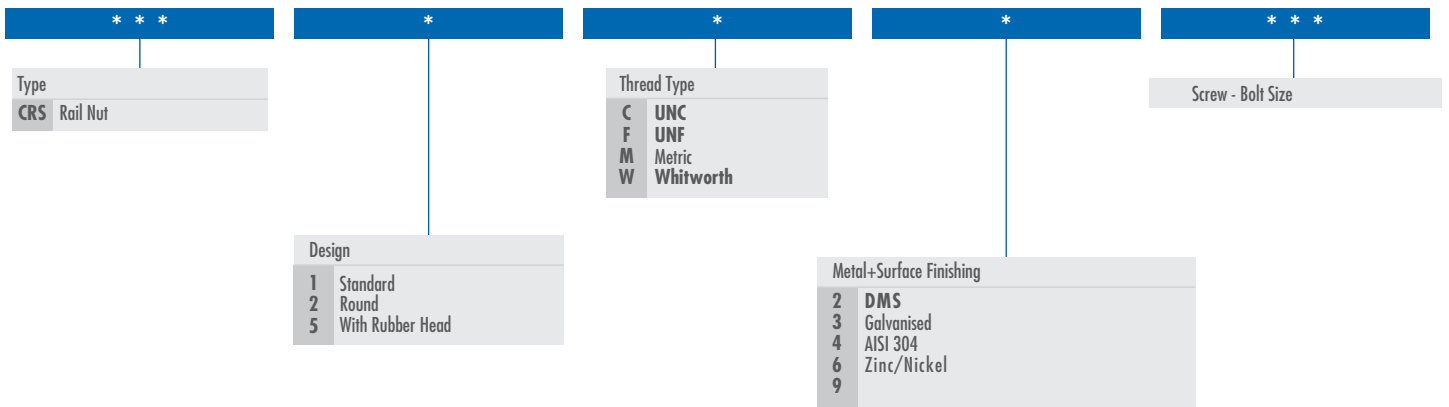 * * *
*
*
*
* * *
Type
CRS Rail Nut
Design
1 Standard
2 Round
5 With Rubber Head
Thread Type
C UNC
F UNF
M Metric
W Whitworth
Metal+Surface Finishing
2 DMS
3 Galvanised
4 AISI 304
6 Zinc/Nickel
9
Screw - Bolt Size